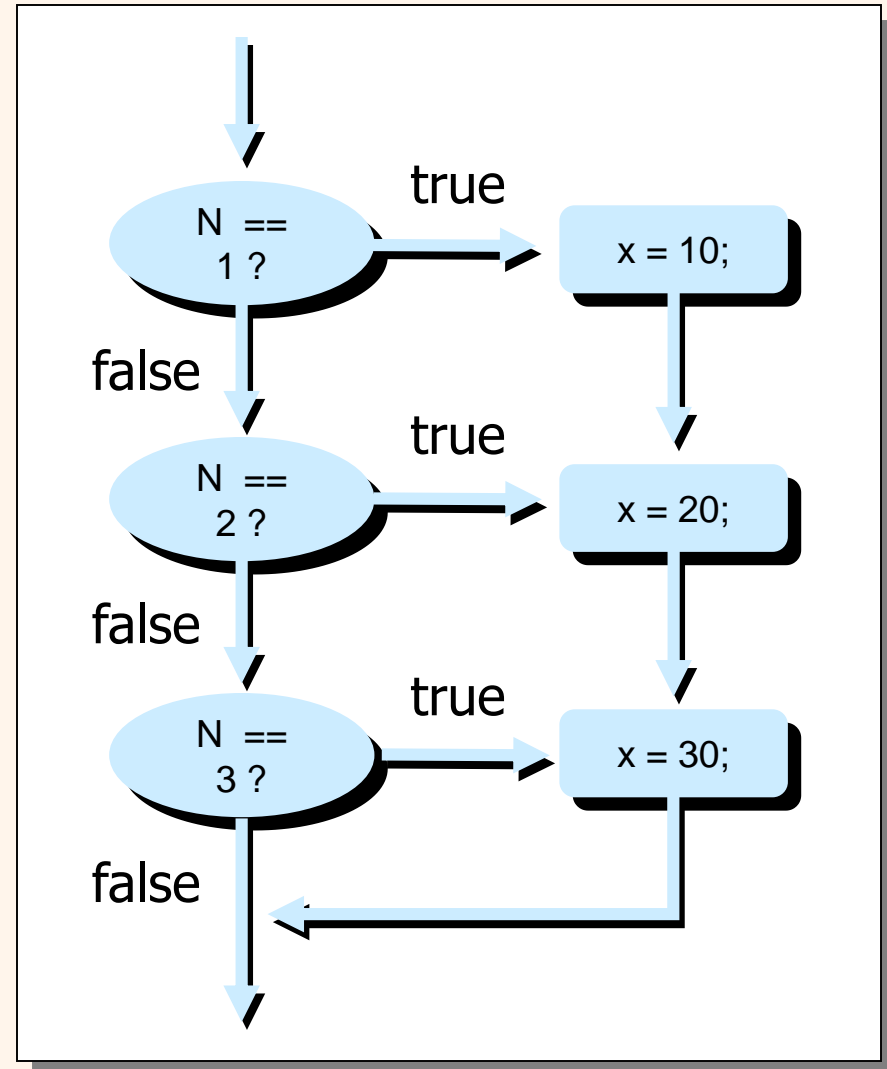 true
N ==
1 ?
x = 10;
false
true
N ==
2 ?
x = 20;
false
true
N ==
3 ?
x = 30;
false